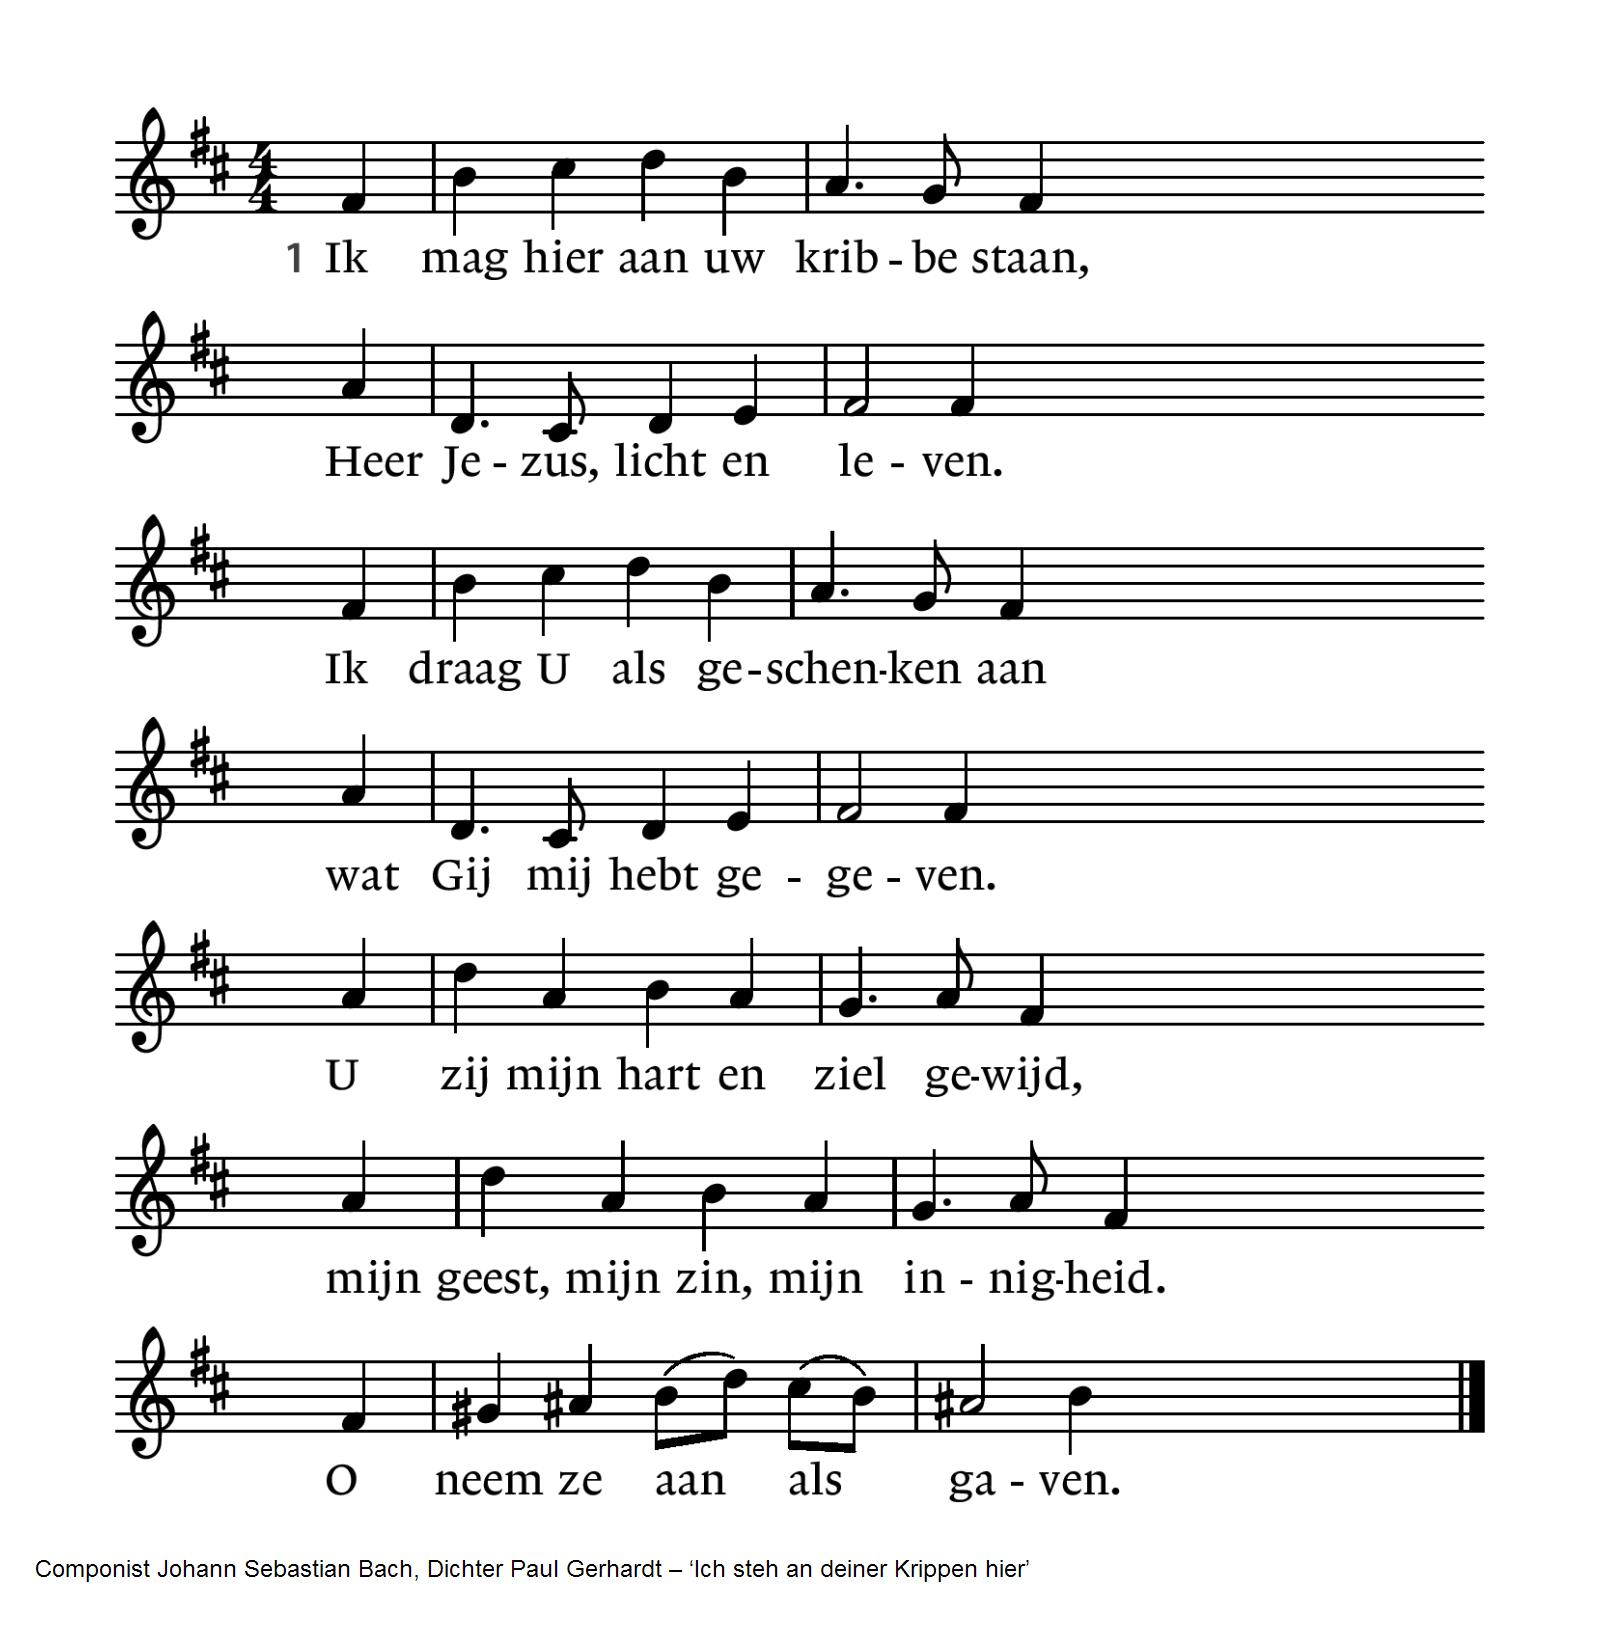 1 Ik mag hier aan uw krib - be staan,
Heer Je - zus, licht en le - ven.
Ik draag U als ge - schen - ken aan
wat Gij mij hebt ge - ge - ven.
U zij mijn hart en ziel ge - wijd,
mijn geest, mijn zin, mijn in - nig - heid.
O neem ze aan als ga - ven.
Componist Johann Sebastian Bach, Dichter Paul Gerhardt – ‘Ich steh an deiner Krippen hier’